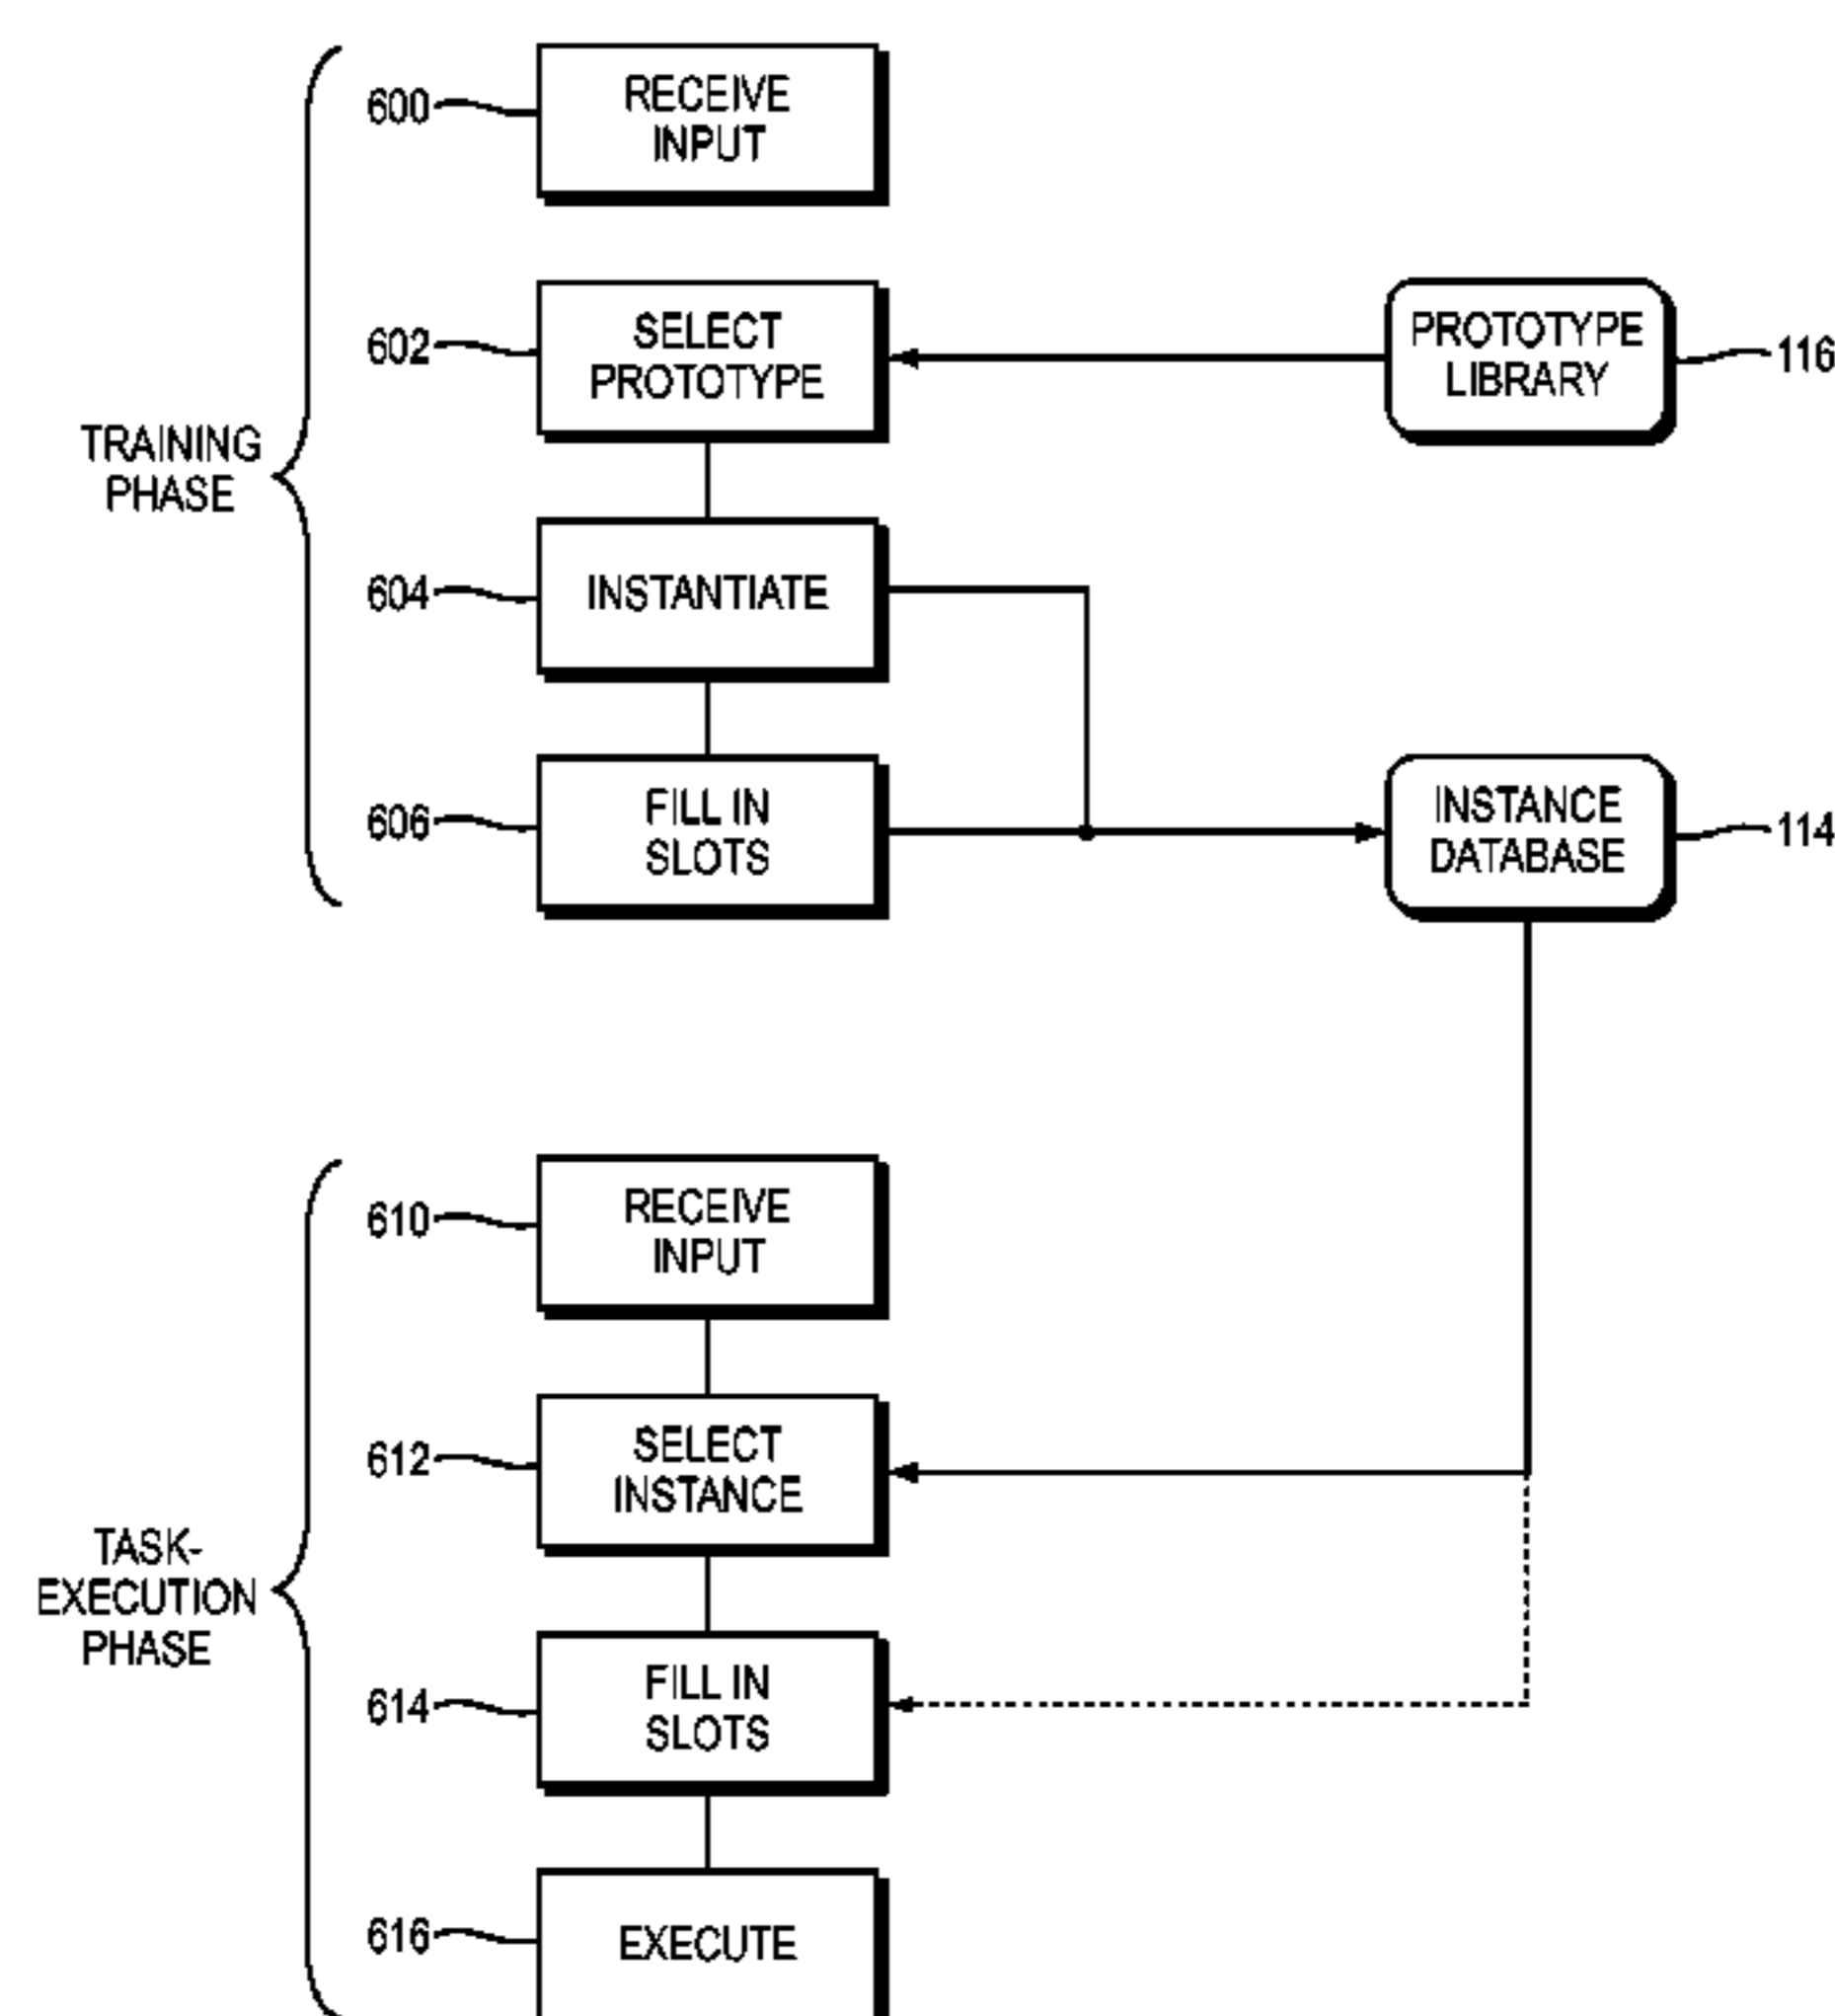 600
RECEIVE
INPUT
602
SELECT
PROTOTYPE
PROTOTYPE
LIBRARY
116
TRAINING
PHASE
604
INSTANTIATE
606
FILL IN
SLOTS
INSTANCE
DATABASE
114
610
RECEIVE
INPUT
612
SELECT
INSTANCE
TASK-
EXECUTION
PHASE
614
FILL IN
SLOTS
616
EXECUTE